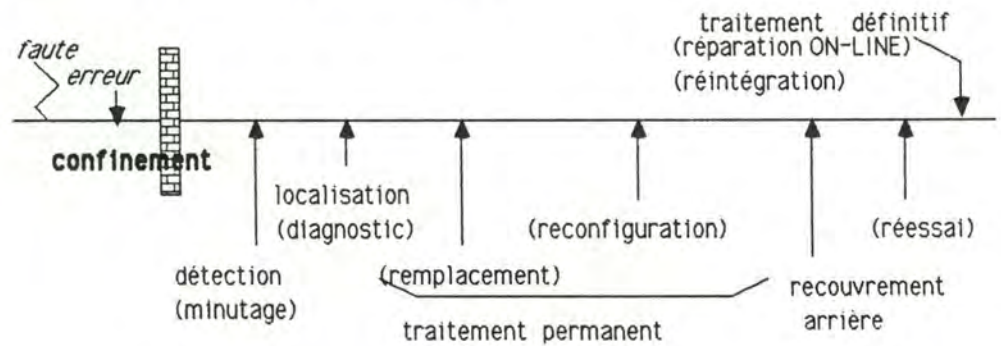 traitement définitif
(réparation ON-LINE)
(réintégration)
faute
erreur
confinement
localisation
(diagnostic)
(reconfiguration)
(réessai)
détection
(minutage)
(remplacement)
recouvrement
arrière
traitement permanent